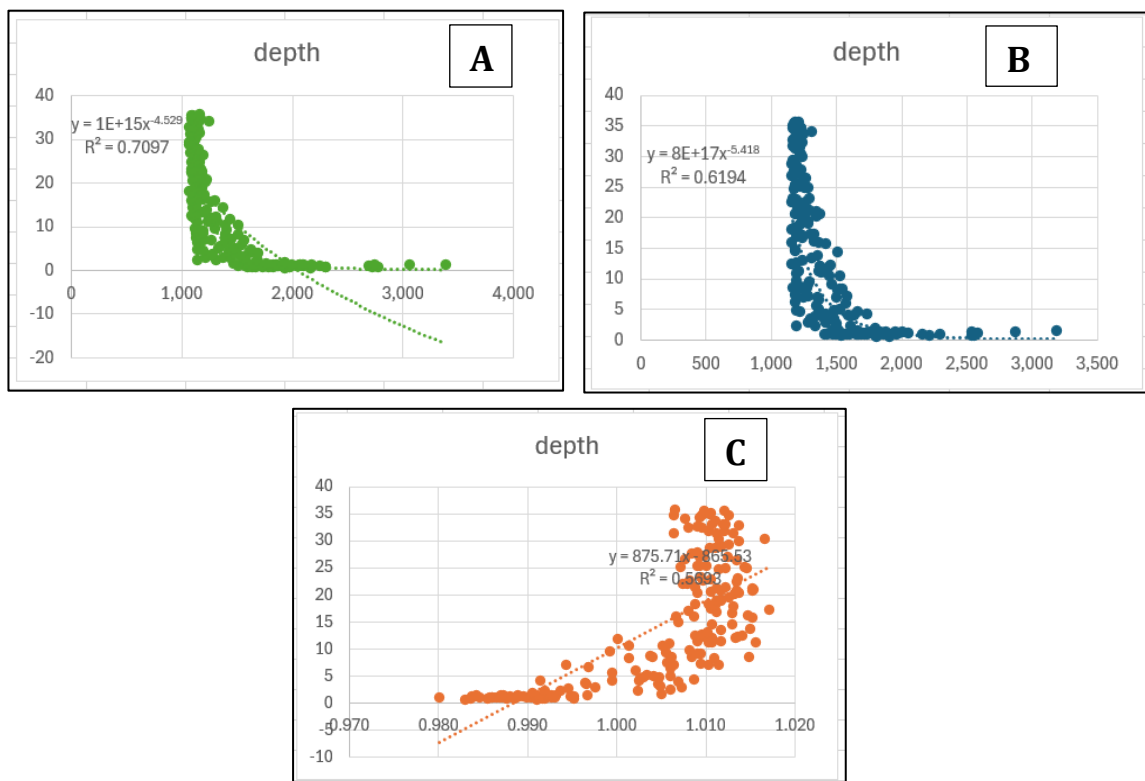 depth
A
40
30
20
10
0
-10
-20
0 1,000 2,000 3,000 4,000
y = 1E+15x-4.529
R² = 0.7097
depth
B
40
35
30
25
20
15
10
5
0
0 500 1,000 1,500 2,000 2,500 3,000 3,500
y = 8E+17x-5.418
R² = 0.6194
depth
C
40
35
30
25
20
15
10
5
0
-5
-10
0.970 0.980 0.990 1.000 1.010 1.020
y = 875.71x - 865.53
R² = 0.5693